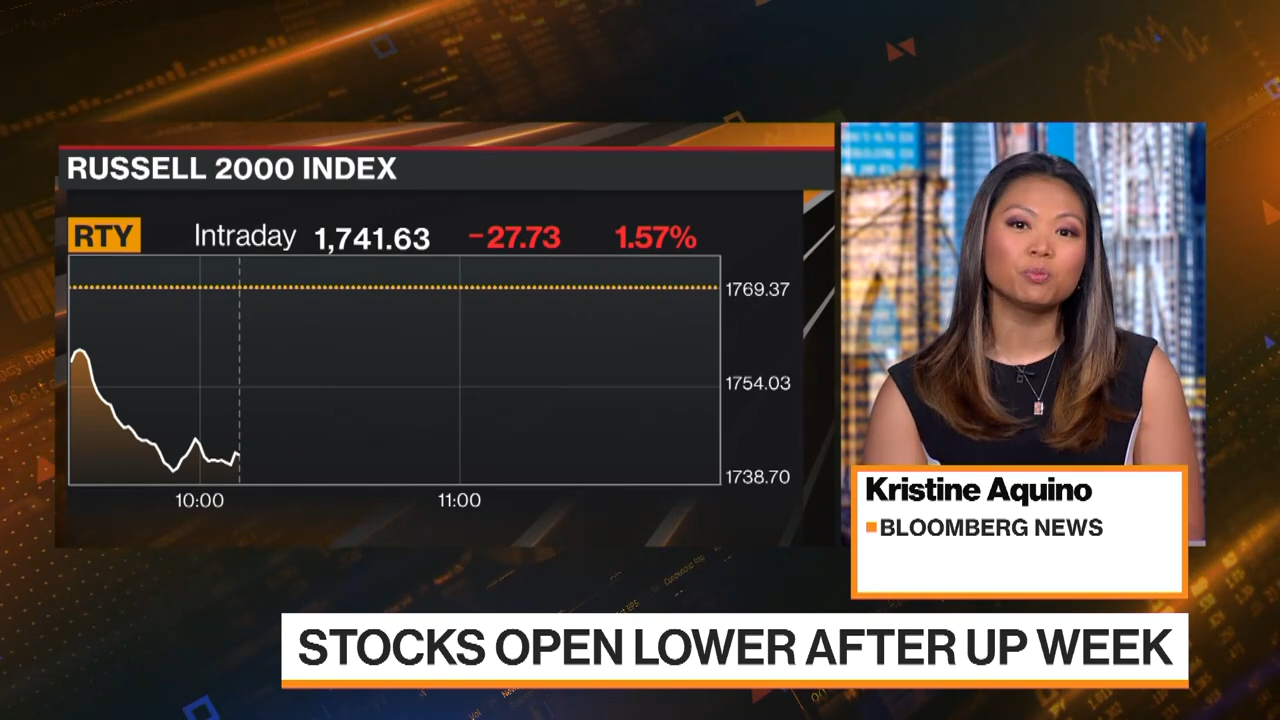 RUSSELL 2000 INDEX
RTY Intraday 1,741.63 -27.73 1.57%
1769.37
1754.03
1738.70
10:00 11:00
Kristine Aquino
BLOOMBERG NEWS
STOCKS OPEN LOWER AFTER UP WEEK